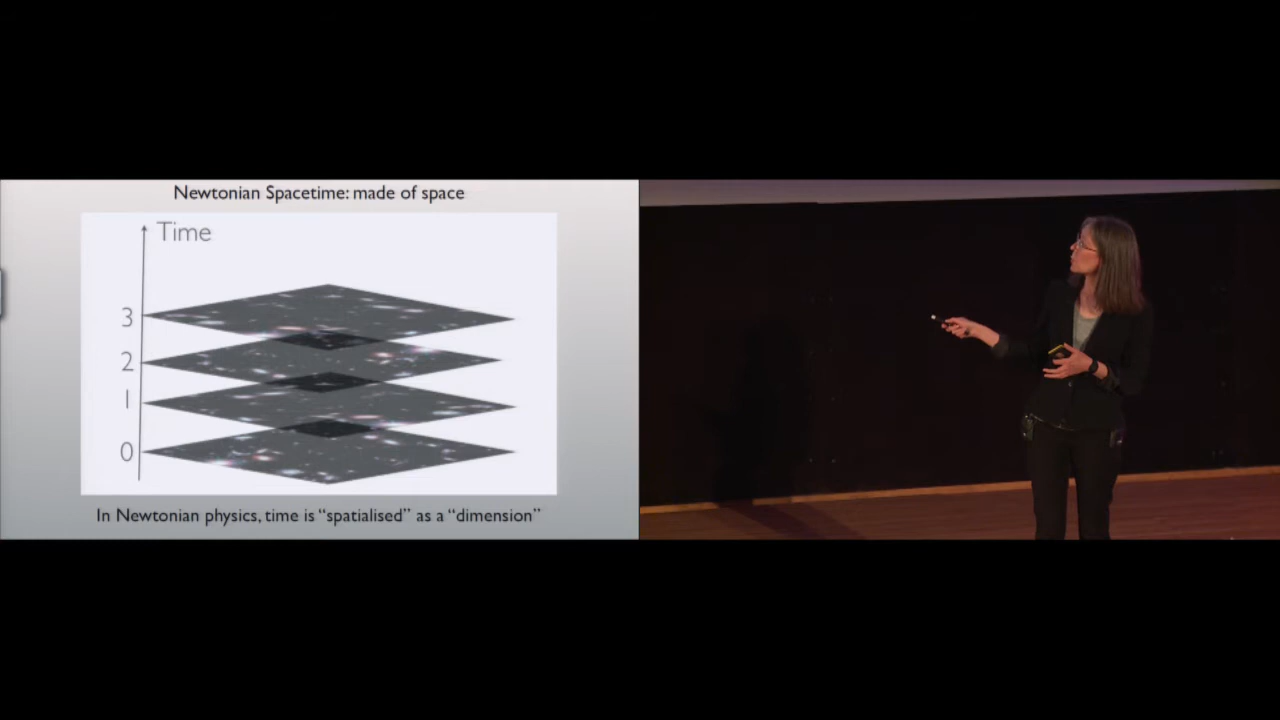 Newtonian Spacetime: made of space
Time
3
2
1
0
In Newtonian physics, time is “spatialised” as a “dimension”